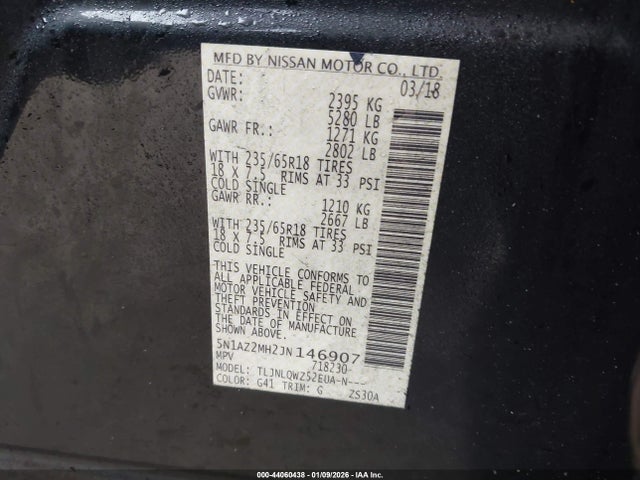 MFD BY NISSAN MOTOR CO., LTD.
DATE: 03/18
GVWR: 2395 KG
5280 LB
GAWR FR.: 1271 KG
2802 LB
WITH 235/65R18 TIRES
18 X 7.5 RIMS AT 33 PSI
COLD SINGLE
GAWR RR.: 1210 KG
2667 LB
WITH 235/65R18 TIRES
18 X 7.5 RIMS AT 33 PSI
COLD SINGLE
THIS VEHICLE CONFORMS TO
ALL APPLICABLE FEDERAL
MOTOR VEHICLE SAFETY AND
THEFT PREVENTION
STANDARDS IN EFFECT ON
THE DATE OF MANUFACTURE
SHOWN ABOVE.
5N1AZ2MH2JN146907
MPV 718230
MODEL: TLJNLQWZ52EUA-N---
COLOR: G41 TRIM: G ZS30A
000-44060438 - 01/09/2026 - IAA Inc.